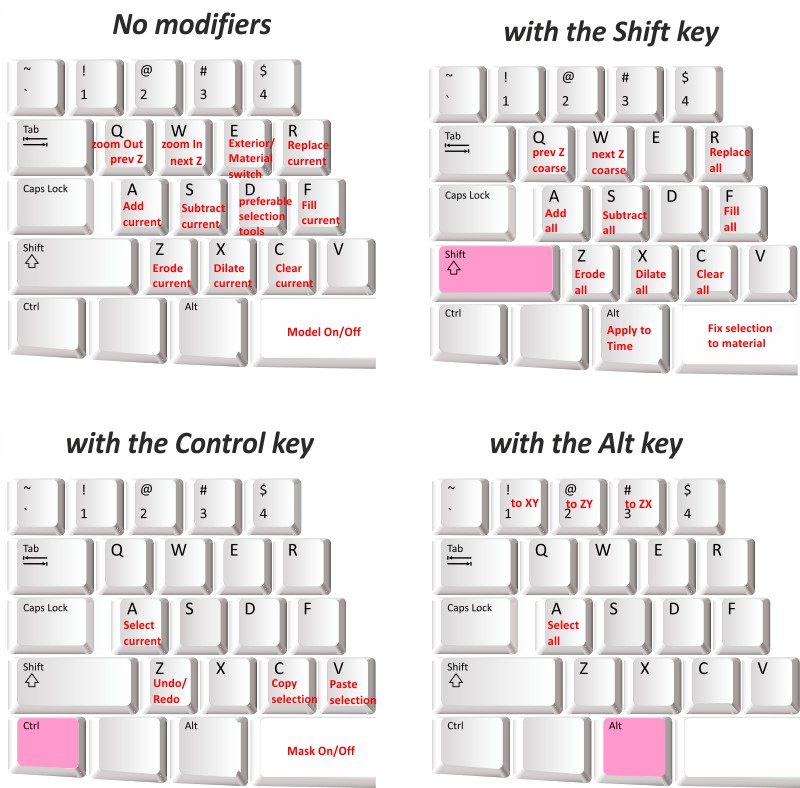 No modifiers
~ ! @ # $
` 1 2 3 4
Tab Q W E R
zoom Out zoom In Exterior/ Replace
prev Z next Z Material current
switch
Caps Lock A S D F
Add Subtract preferable Fill
current current selection current
tools
Shift Z X C V
Erode Dilate Clear
current current current
Ctrl Alt
Model On/Off
with the Shift key
~ ! @ # $
` 1 2 3 4
Tab Q W E R
prev Z next Z Replace
coarse coarse all
Caps Lock A S D F
Add Subtract Fill
all all all
Shift Z X C V
Erode Dilate Clear
all all all
Ctrl Alt
Apply to Fix selection
Time to material
with the Control key
~ ! @ # $
` 1 2 3 4
Tab Q W E R
Caps Lock A S D F
Select
current
Shift Z X C V
Undo/ Copy Paste
Redo selection selection
Ctrl Alt
Mask On/Off
with the Alt key
~ ! @ # $
to XY to ZY to ZX
` 1 2 3 4
Tab Q W E R
Caps Lock A S D F
Select
all
Shift Z X C V
Ctrl Alt